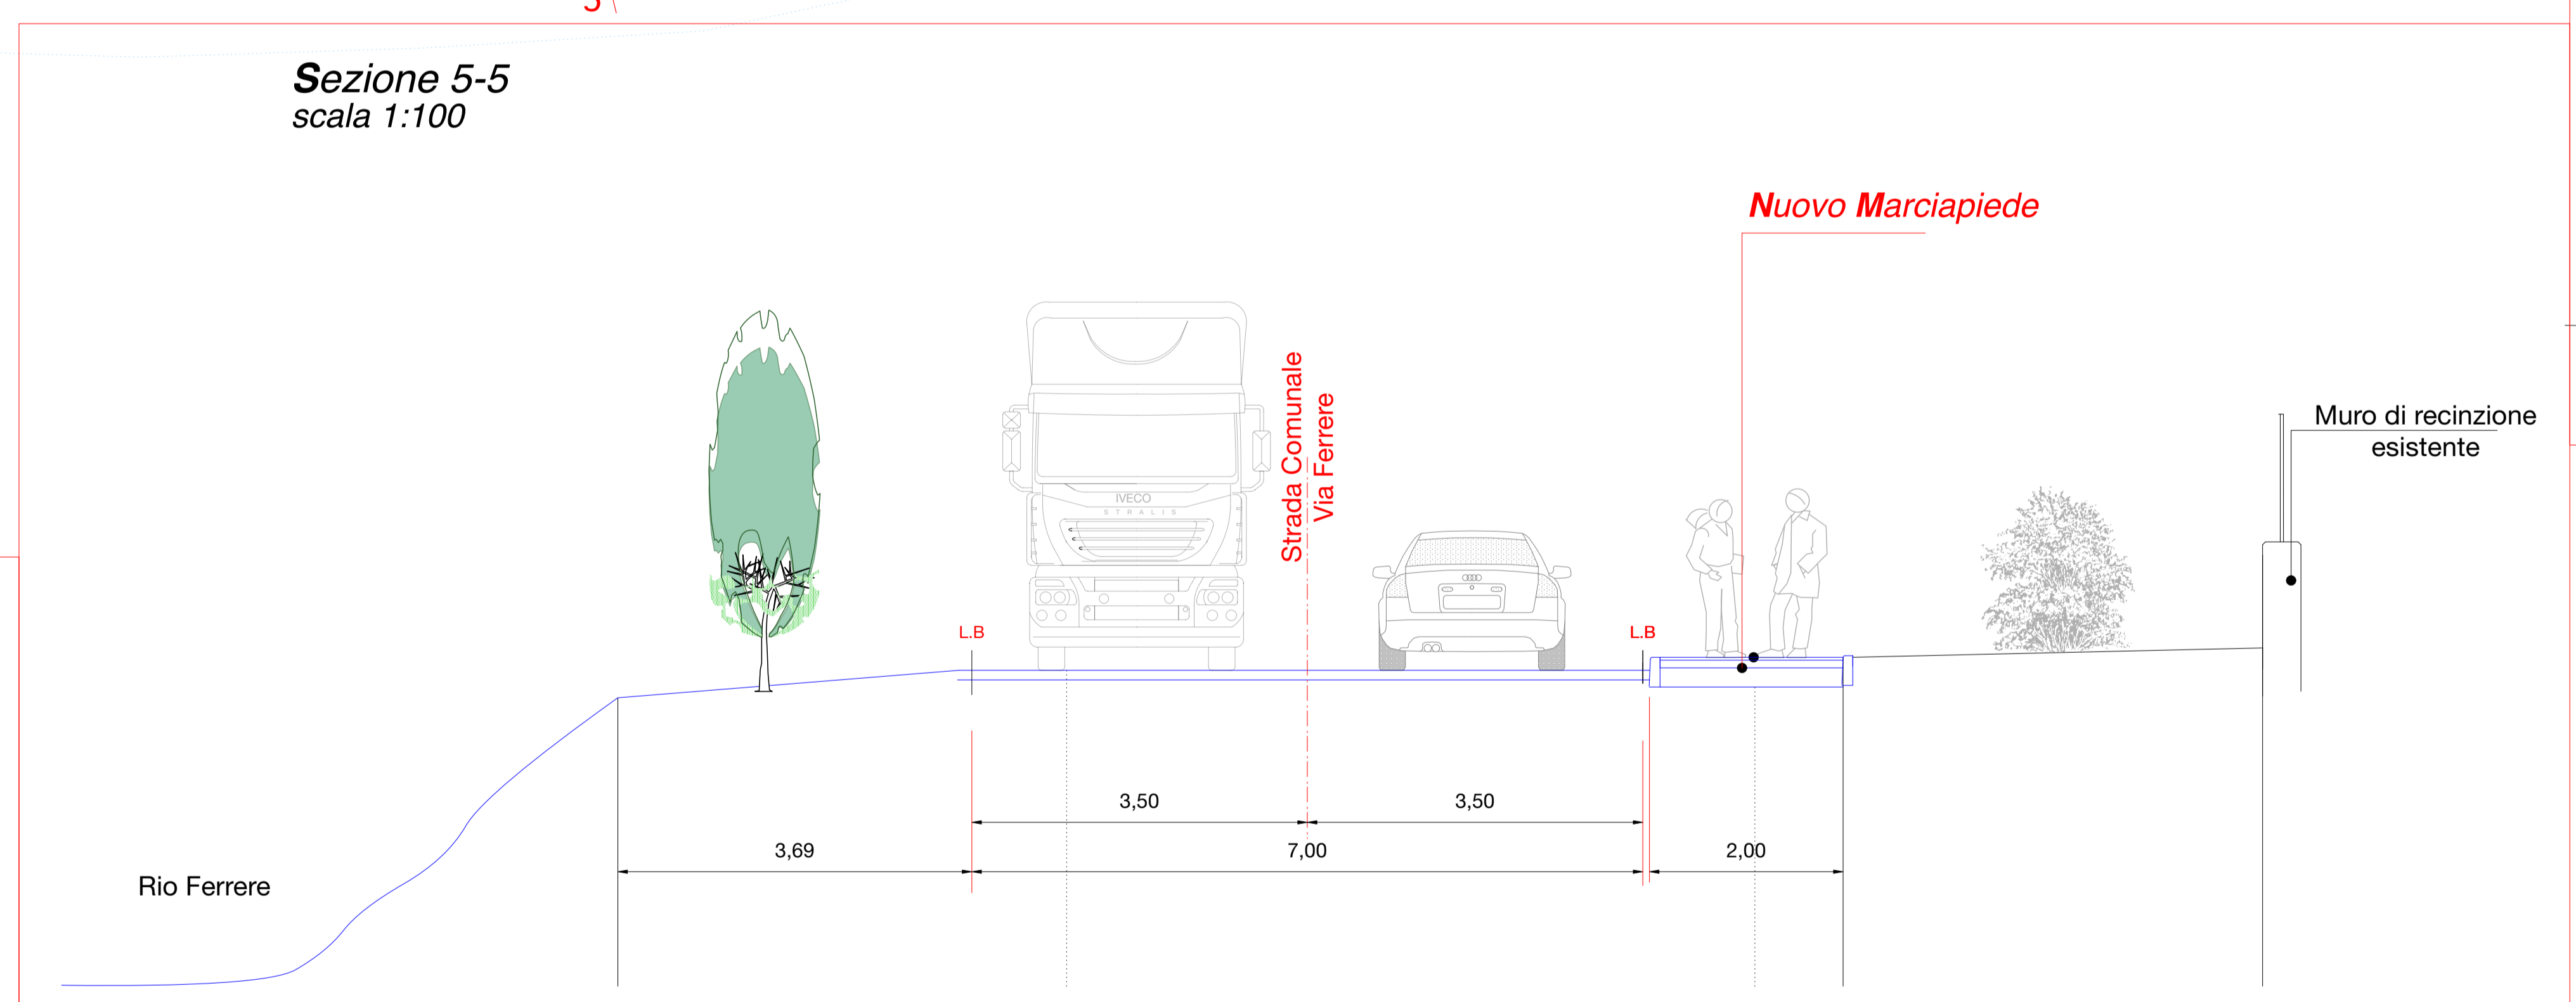 5
Sezione 5-5
scala 1:100
Nuovo Marciapiede
Strada Comunale
Via Ferrere
Muro di recinzione
esistente
IVECO
STRALIS
L.B
L.B
3,50
3,50
3,69
7,00
2,00
Rio Ferrere